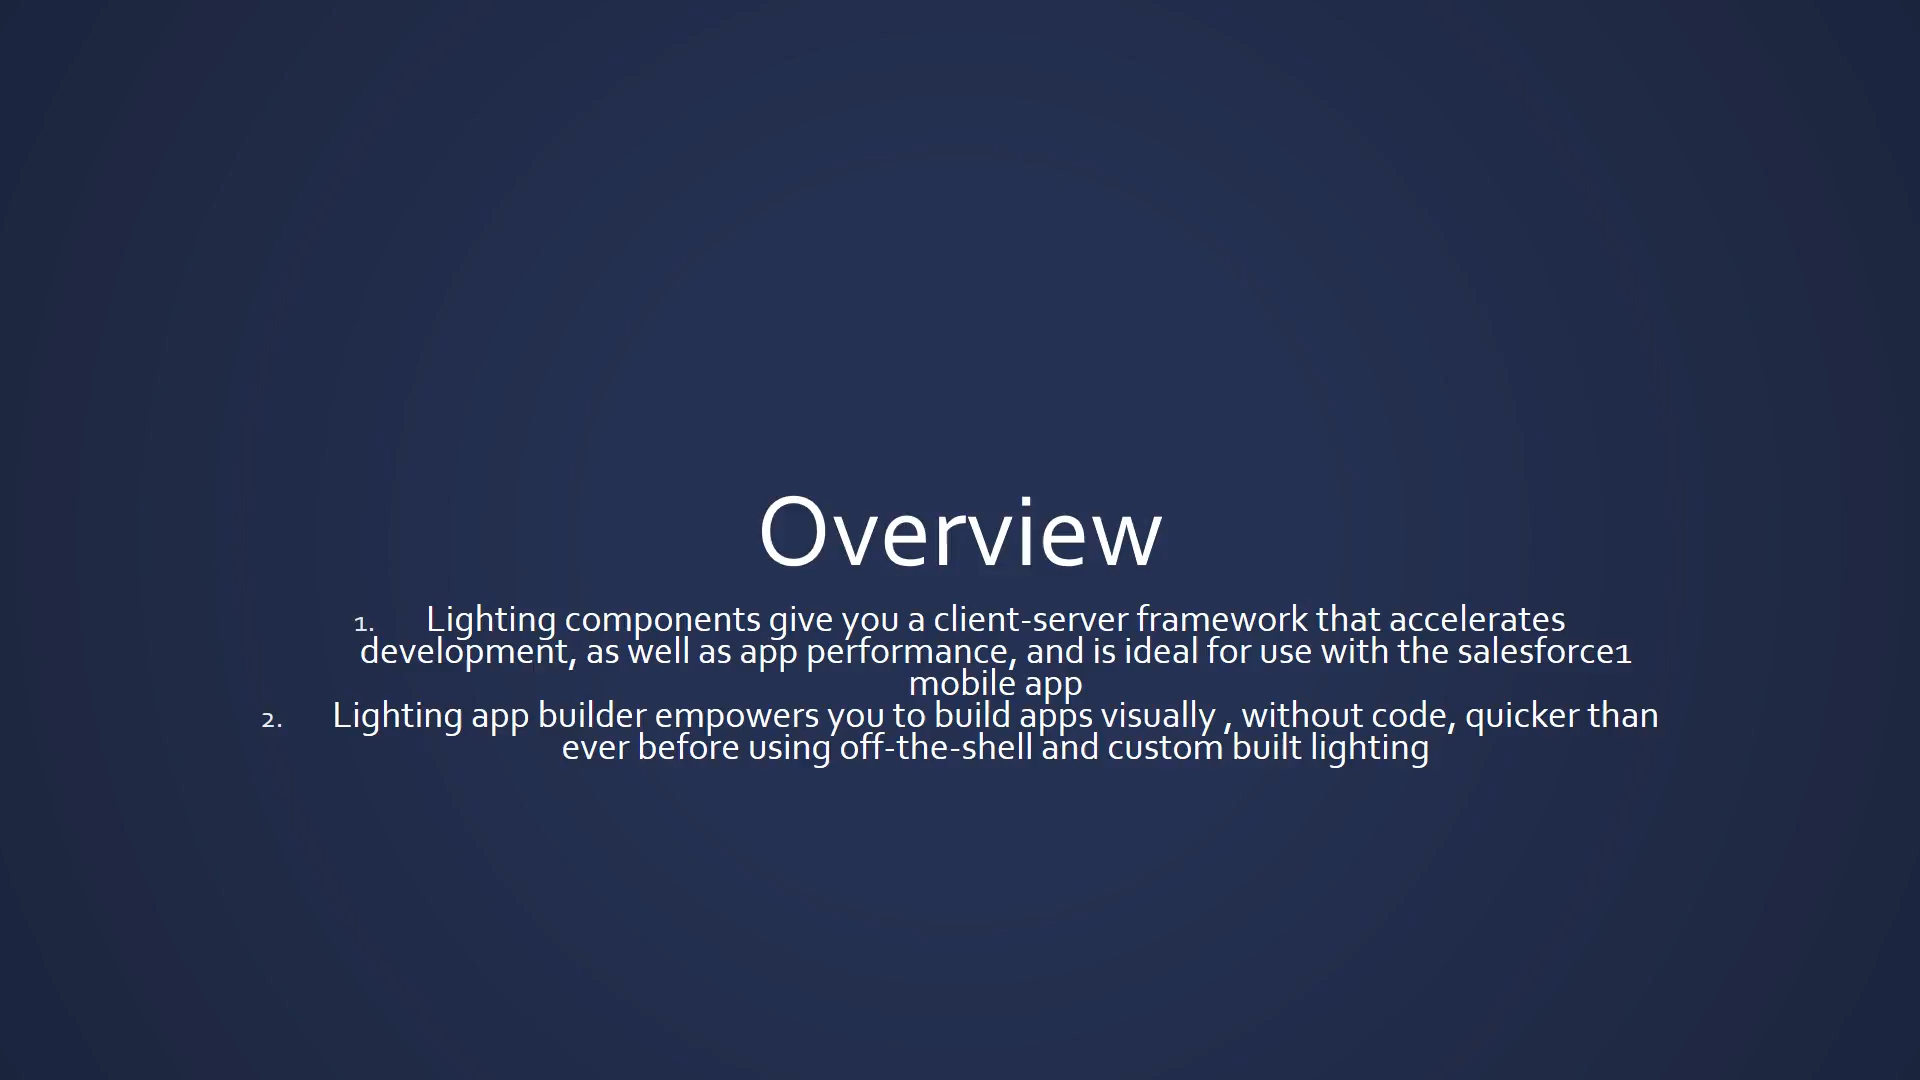 Overview
1. Lighting components give you a client-server framework that accelerates
development, as well as app performance, and is ideal for use with the salesforce1
mobile app
2. Lighting app builder empowers you to build apps visually , without code, quicker than
ever before using off-the-shell and custom built lighting